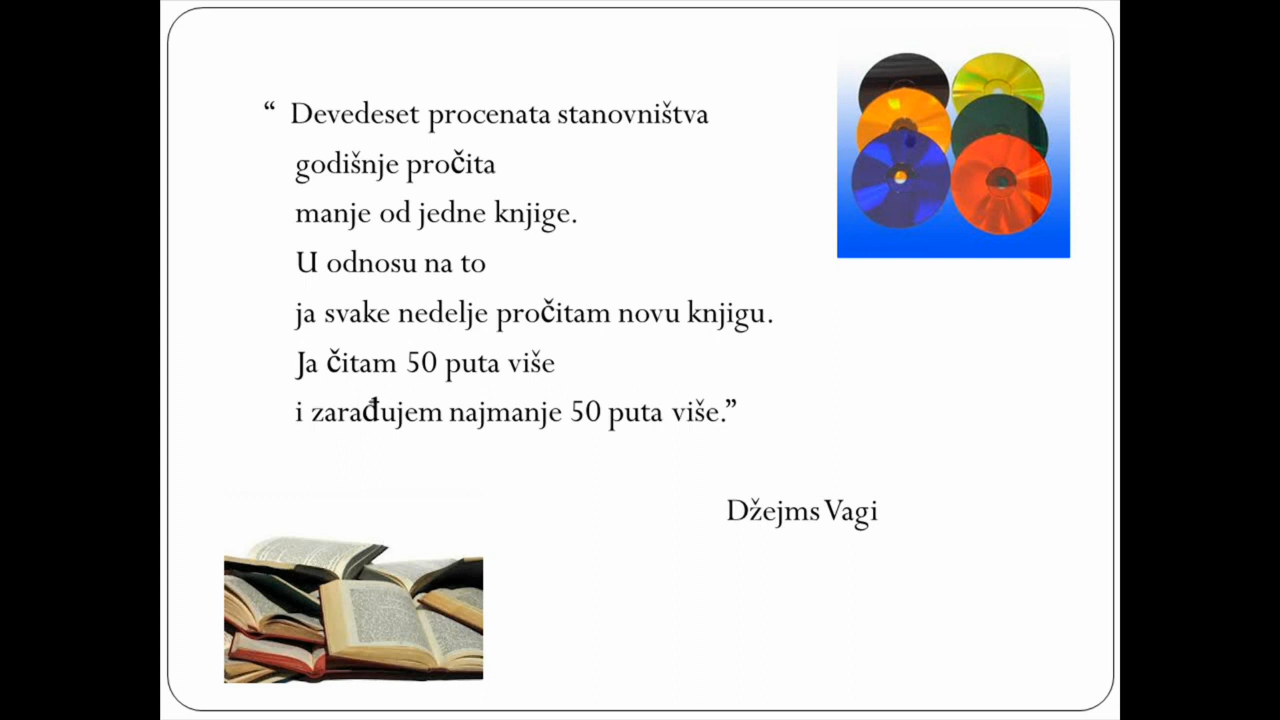 “ Devedeset procenata stanovništva
godišnje pročita
manje od jedne knjige.
U odnosu na to
ja svake nedelje pročitam novu knjigu.
Ja čitam 50 puta više
i zarađujem najmanje 50 puta više.”
Džejms Vagi